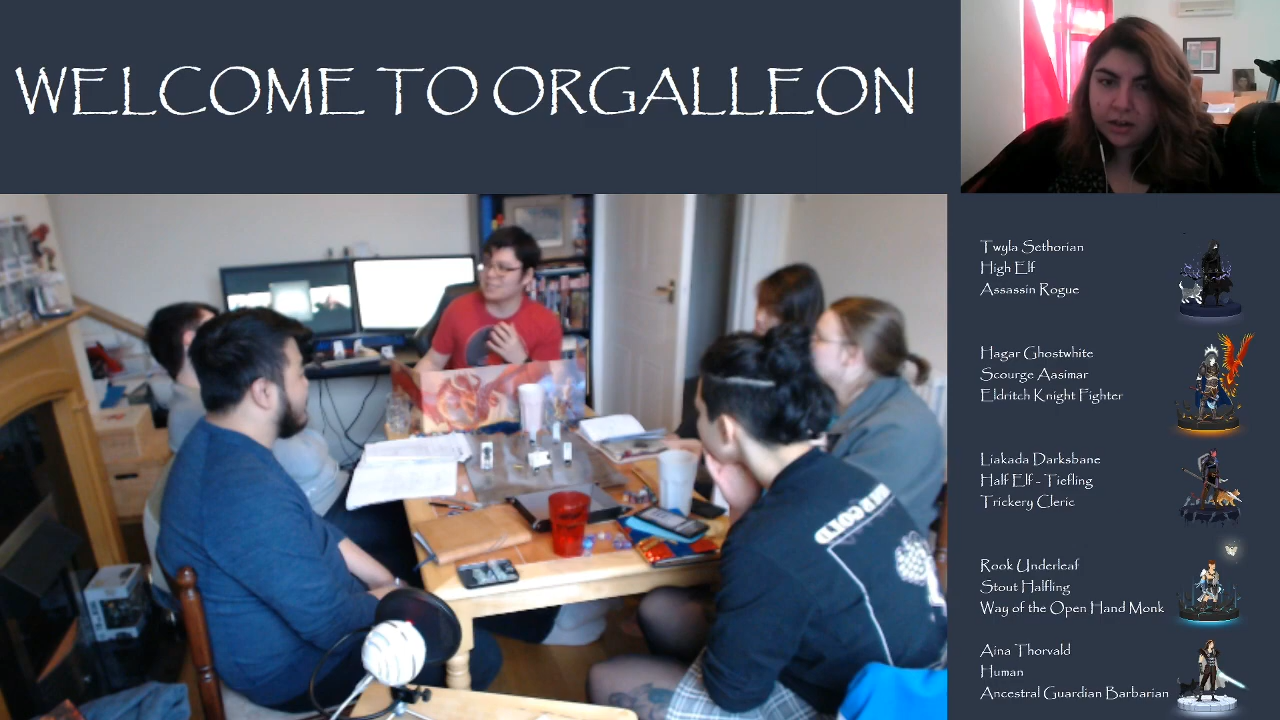 WELCOME TO ORGALLEON
Twyla Sethorian
High Elf
Assassin Rogue
Hagar Ghostwhite
Scourge Aasimar
Eldritch Knight Fighter
Liakada Darksbane
Half Elf - Tiefling
Trickery Cleric
Rook Underleaf
Stout Halfling
Way of the Open Hand Monk
Aina Thorvald
Human
Ancestral Guardian Barbarian